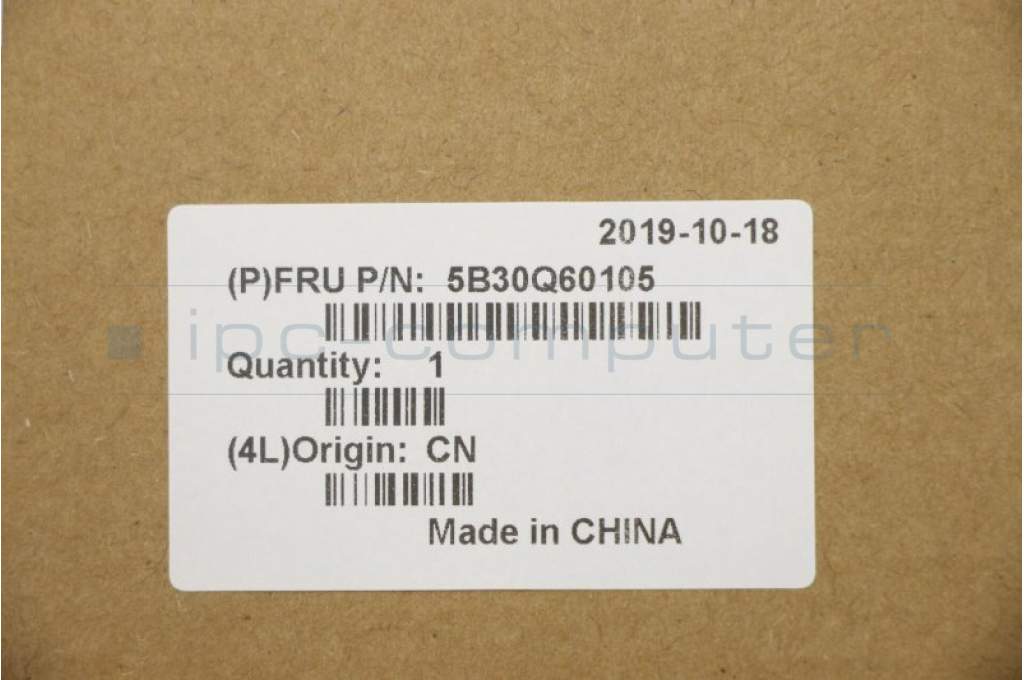 2019-10-18
(P)FRU P/N: 5B30Q60105
ipc-computer
Quantity: 1
(4L)Origin: CN
Made in CHINA